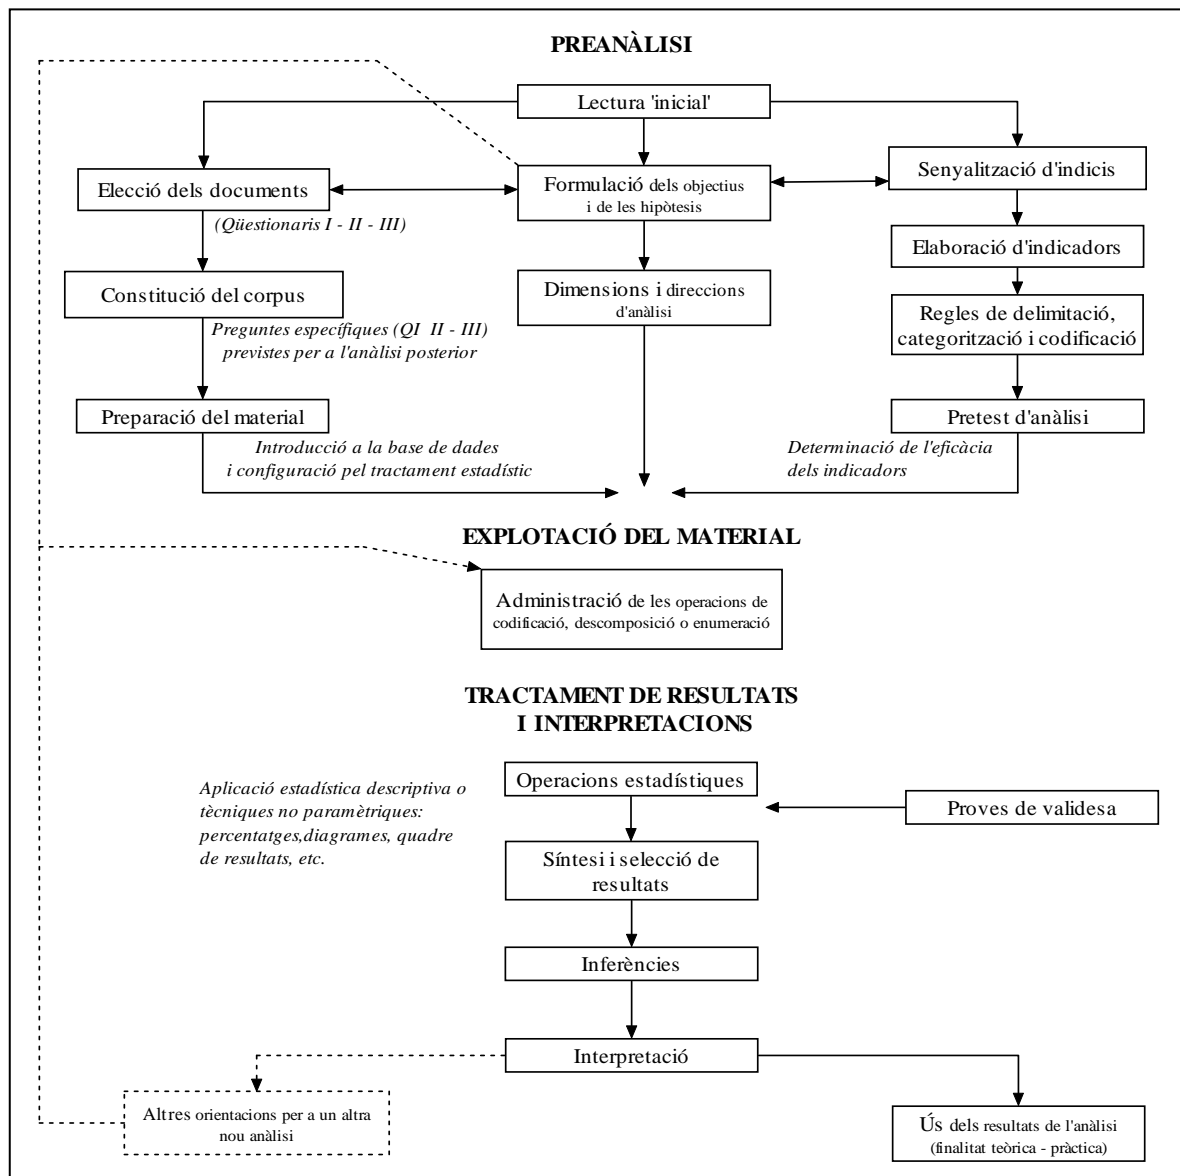 PREANÀLISI
Lectura 'inicial'
Elecció dels documents
Formulació dels objectius
i de les hipòtesis
Senyalització d'indicis
(Qüestionaris I - II - III)
Elaboració d'indicadors
Constitució del corpus
Dimensions i direccions
d'anàlisi
Regles de delimitació,
categorització i codificació
Preguntes específiques (QI II - III)
previstes per a l'anàlisi posterior
Preparació del material
Pretest d'anàlisi
Introducció a la base de dades
i configuració pel tractament estadístic
Determinació de l'eficàcia
dels indicadors
EXPLOTACIÓ DEL MATERIAL
Administració de les operacions de
codificació, descomposició o enumeració
TRACTAMENT DE RESULTATS
I INTERPRETACIONS
Operacions estadístiques
Aplicació estadística descriptiva o
tècniques no paramètriques:
percentatges,diagrames, quadre
de resultats, etc.
Proves de validesa
Síntesi i selecció de
resultats
Inferències
Interpretació
Altres orientacions per a un altra
nou anàlisi
Ús dels resultats de l'anàlisi
(finalitat teòrica - pràctica)